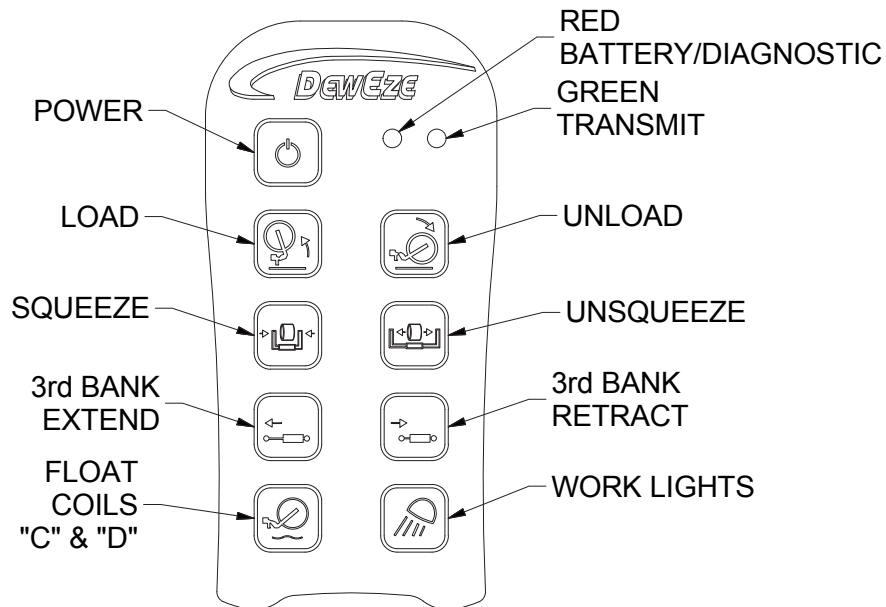 RED
BATTERY/DIAGNOSTIC
GREEN
TRANSMIT
DEWEZE
POWER
LOAD
UNLOAD
SQUEEZE
UNSQUEEZE
3rd BANK
EXTEND
3rd BANK
RETRACT
FLOAT
COILS
"C" & "D"
WORK LIGHTS